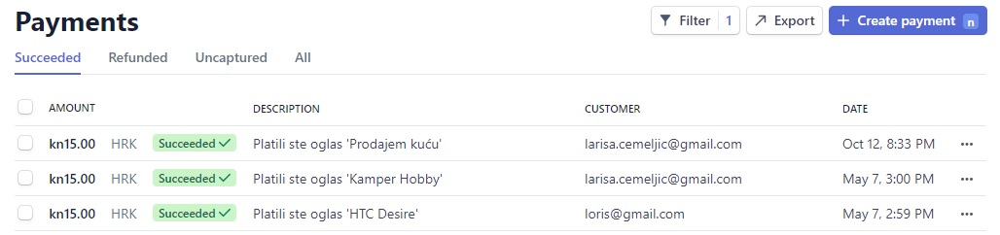 Payments
Filter 1 Export + Create payment n
Succeeded Refunded Uncaptured All
AMOUNT DESCRIPTION CUSTOMER DATE
kn15.00 HRK Succeeded Platili ste oglas 'Prodajem kuću' larisa.cemeljic@gmail.com Oct 12, 8:33 PM
kn15.00 HRK Succeeded Platili ste oglas 'Kamper Hobby' larisa.cemeljic@gmail.com May 7, 3:00 PM
kn15.00 HRK Succeeded Platili ste oglas 'HTC Desire' loris@gmail.com May 7, 2:59 PM